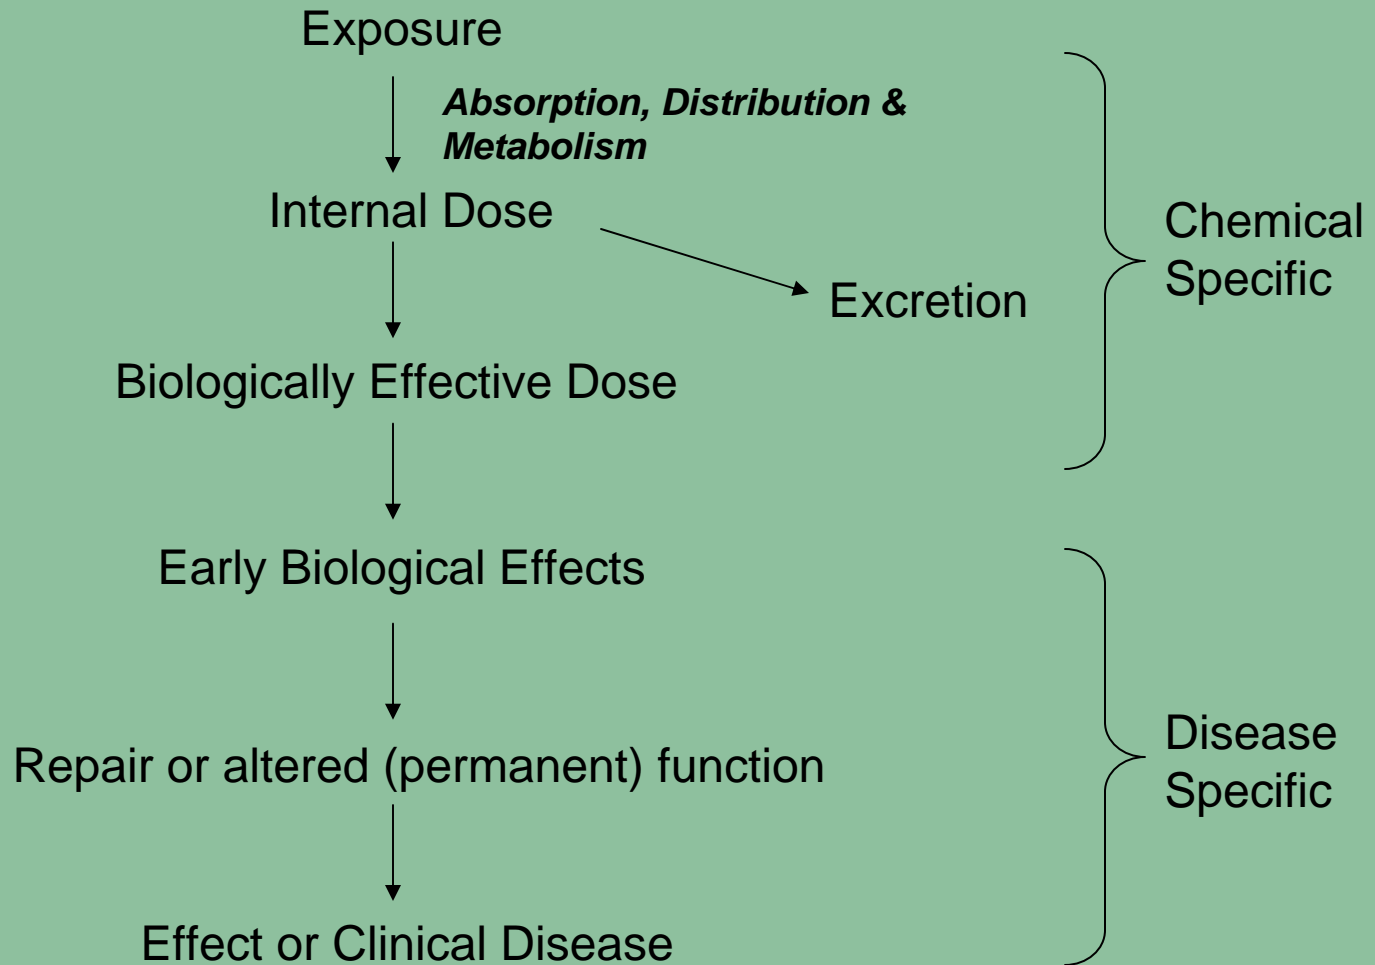 Exposure
Absorption, Distribution &
Metabolism
Internal Dose
Chemical
Specific
Excretion
Biologically Effective Dose
Early Biological Effects
Disease
Specific
Repair or altered (permanent) function
Effect or Clinical Disease